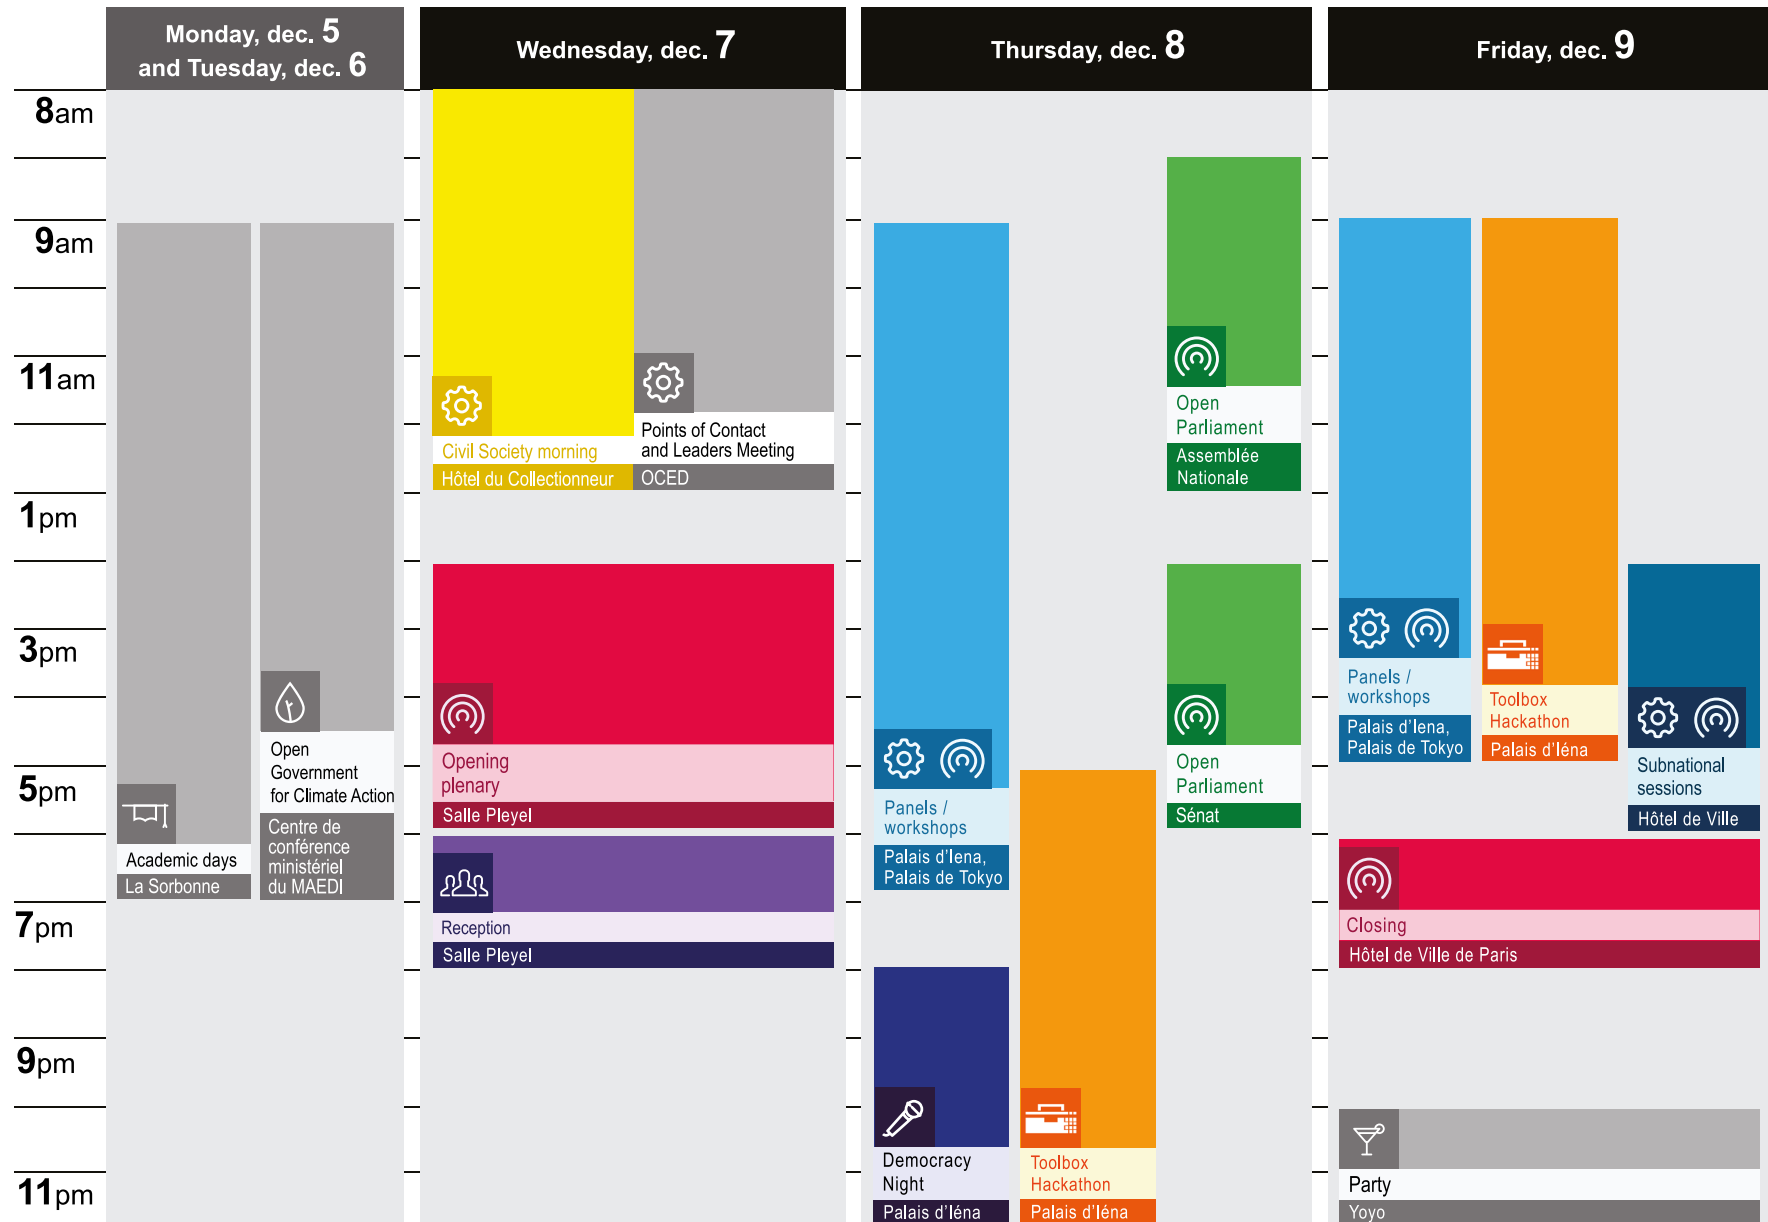 Monday, dec. 5
and Tuesday, dec. 6
Wednesday, dec. 7
Thursday, dec. 8
Friday, dec. 9
8am
9am
11am
1pm
3pm
5pm
7pm
9pm
11pm
Academic days
La Sorbonne
Open
Government
for Climate Action
Centre de
conférence
ministériel
du MAEDI
Civil Society morning
Hôtel du Collectionneur
Points of Contact
and Leaders Meeting
OCED
Opening
plenary
Salle Pleyel
Reception
Salle Pleyel
Panels /
workshops
Palais d'Iena,
Palais de Tokyo
Democracy
Night
Palais d'Iéna
Toolbox
Hackathon
Palais d'Iéna
Open
Parliament
Assemblée
Nationale
Open
Parliament
Sénat
Panels /
workshops
Palais d'Iena,
Palais de Tokyo
Toolbox
Hackathon
Palais d'Iéna
Subnational
sessions
Hôtel de Ville
Closing
Hôtel de Ville de Paris
Party
Yoyo